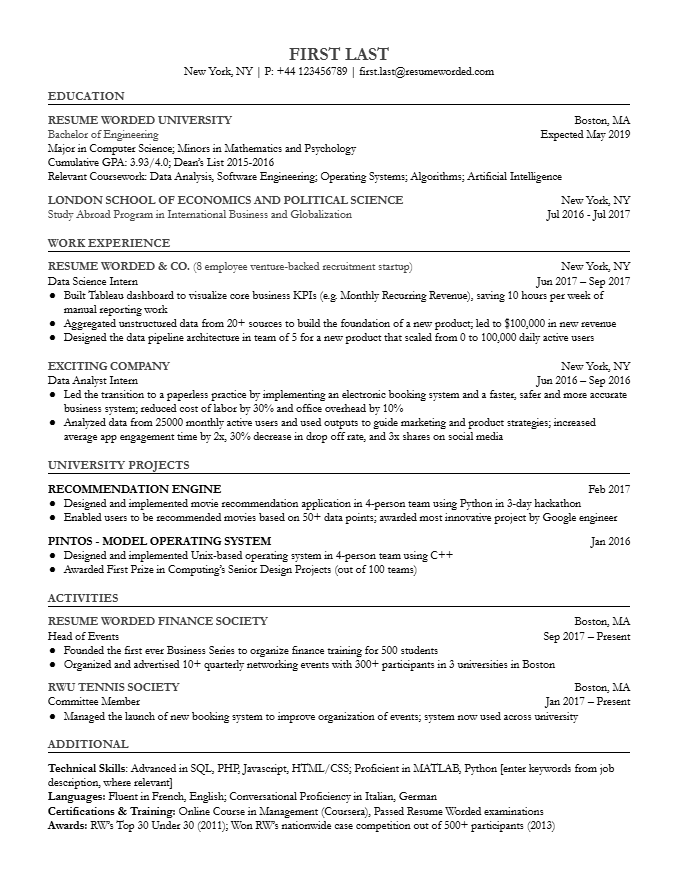 FIRST LAST
New York, NY | P: +44 123456789 | first.last@resumeworded.com
EDUCATION
RESUME WORDED UNIVERSITY Boston, MA
Bachelor of Engineering Expected May 2019
Major in Computer Science; Minors in Mathematics and Psychology
Cumulative GPA: 3.93/4.0; Dean's List 2015-2016
Relevant Coursework: Data Analysis, Software Engineering; Operating Systems; Algorithms; Artificial Intelligence
LONDON SCHOOL OF ECONOMICS AND POLITICAL SCIENCE New York, NY
Study Abroad Program in International Business and Globalization Jul 2016 - Jul 2017
WORK EXPERIENCE
RESUME WORDED & CO. (8 employee venture-backed recruitment startup) New York, NY
Data Science Intern Jun 2017 – Sep 2017
● Built Tableau dashboard to visualize core business KPIs (e.g. Monthly Recurring Revenue), saving 10 hours per week of
manual reporting work
● Aggregated unstructured data from 20+ sources to build the foundation of a new product; led to $100,000 in new revenue
● Designed the data pipeline architecture in team of 5 for a new product that scaled from 0 to 100,000 daily active users
EXCITING COMPANY New York, NY
Data Analyst Intern Jun 2016 – Sep 2016
● Led the transition to a paperless practice by implementing an electronic booking system and a faster, safer and more accurate
business system; reduced cost of labor by 30% and office overhead by 10%
● Analyzed data from 25000 monthly active users and used outputs to guide marketing and product strategies; increased
average app engagement time by 2x, 30% decrease in drop off rate, and 3x shares on social media
UNIVERSITY PROJECTS
RECOMMENDATION ENGINE Feb 2017
● Designed and implemented movie recommendation application in 4-person team using Python in 3-day hackathon
● Enabled users to be recommended movies based on 50+ data points; awarded most innovative project by Google engineer
PINTOS - MODEL OPERATING SYSTEM Jan 2016
● Designed and implemented Unix-based operating system in 4-person team using C++
● Awarded First Prize in Computing's Senior Design Projects (out of 100 teams)
ACTIVITIES
RESUME WORDED FINANCE SOCIETY Boston, MA
Head of Events Sep 2017 – Present
● Founded the first ever Business Series to organize finance training for 500 students
● Organized and advertised 10+ quarterly networking events with 300+ participants in 3 universities in Boston
RWU TENNIS SOCIETY Boston, MA
Committee Member Jan 2017 – Present
● Managed the launch of new booking system to improve organization of events; system now used across university
ADDITIONAL
Technical Skills: Advanced in SQL, PHP, Javascript, HTML/CSS; Proficient in MATLAB, Python [enter keywords from job
description, where relevant]
Languages: Fluent in French, English; Conversational Proficiency in Italian, German
Certifications & Training: Online Course in Management (Coursera), Passed Resume Worded examinations
Awards: RW's Top 30 Under 30 (2011); Won RW's nationwide case competition out of 500+ participants (2013)